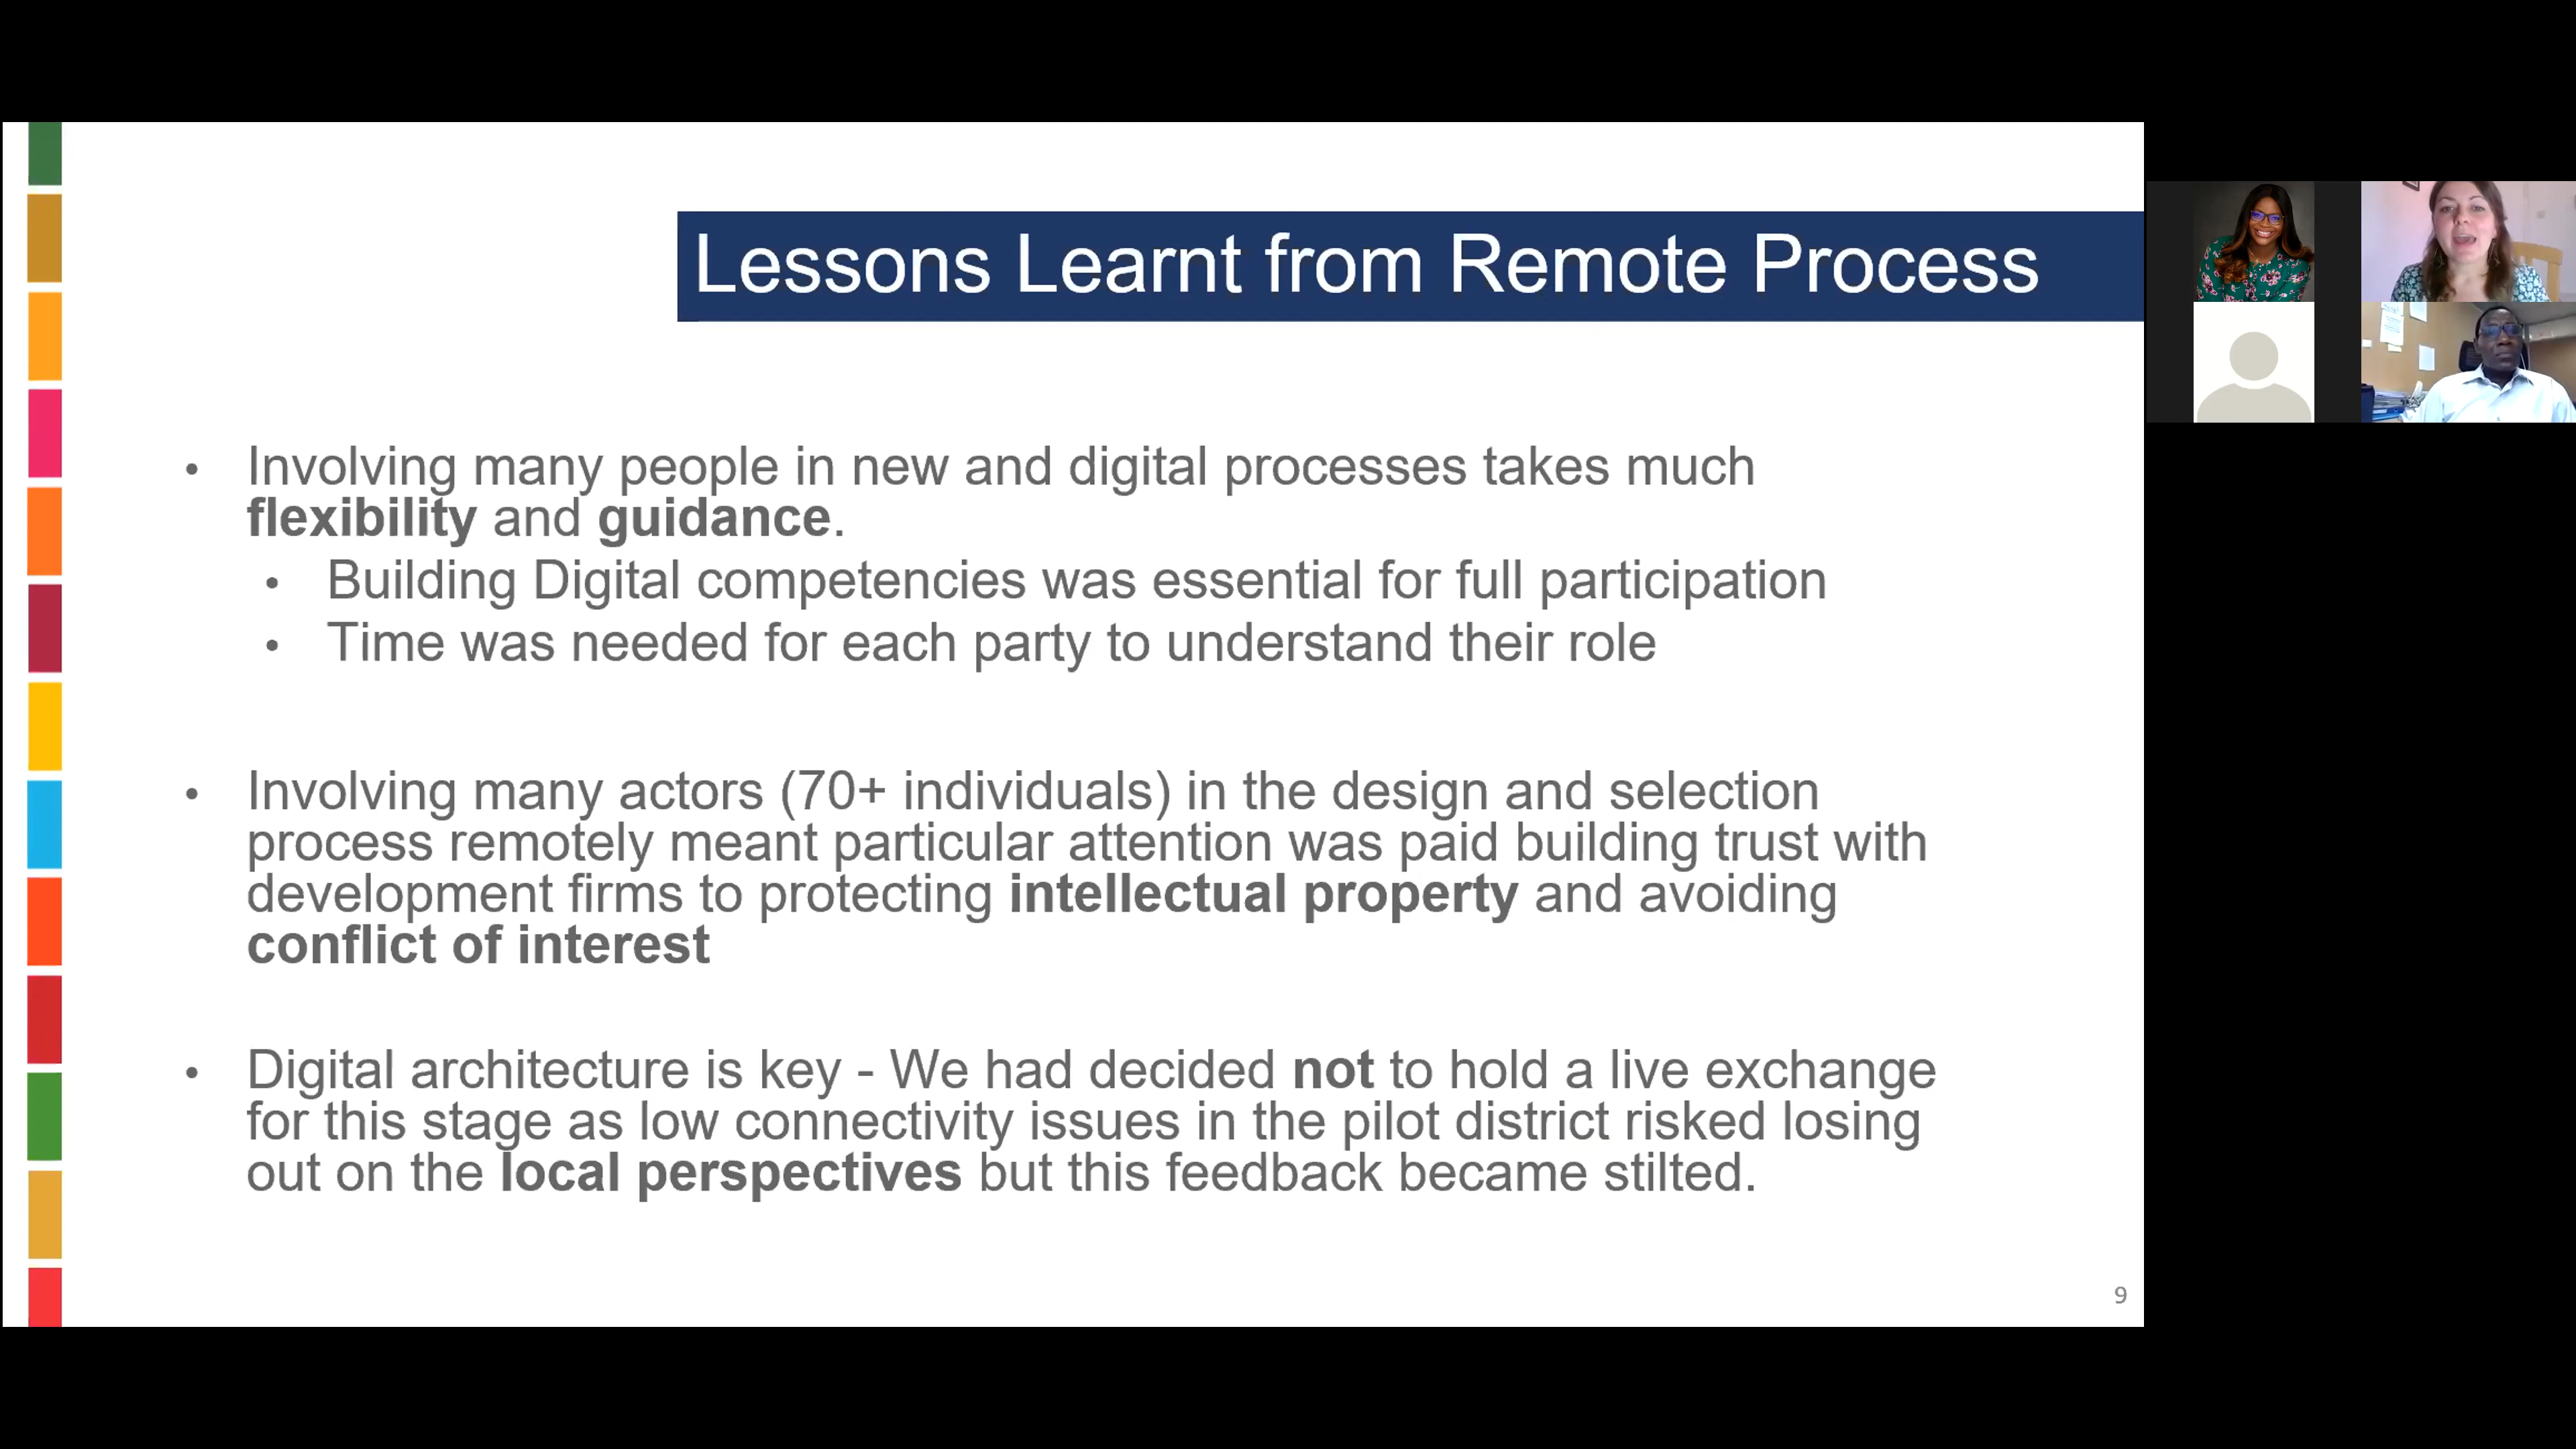 Lessons Learnt from Remote Process
• Involving many people in new and digital processes takes much
flexibility and guidance.
• Building Digital competencies was essential for full participation
• Time was needed for each party to understand their role
• Involving many actors (70+ individuals) in the design and selection
process remotely meant particular attention was paid building trust with
development firms to protecting intellectual property and avoiding
conflict of interest
• Digital architecture is key - We had decided not to hold a live exchange
for this stage as low connectivity issues in the pilot district risked losing
out on the local perspectives but this feedback became stilted.
9